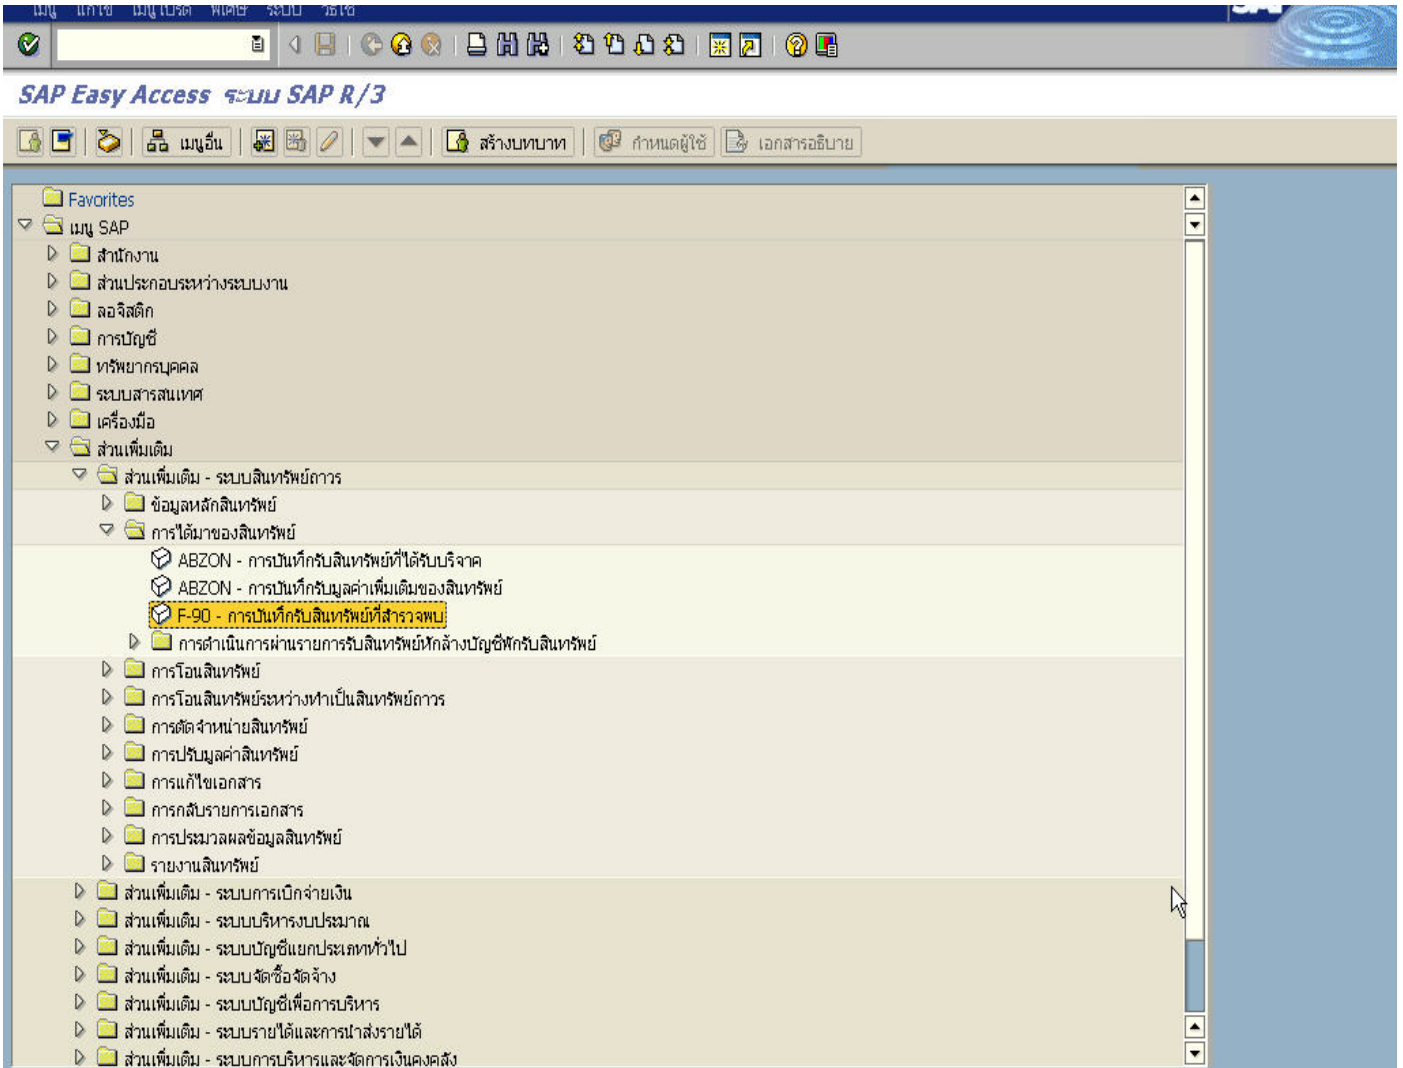 เมนู แก้ไข เมนูโปรด พิเศษ ระบบ วิธีใช้
SAP Easy Access ระบบ SAP R/3
เมนูอื่น สร้างบทบาท กำหนดผู้ใช้ เอกสารอธิบาย
Favorites
เมนู SAP
สำนักงาน
ส่วนประกอบระหว่างระบบงาน
ลอจิสติก
การบัญชี
ทรัพยากรบุคคล
ระบบสารสนเทศ
เครื่องมือ
ส่วนเพิ่มเติม
ส่วนเพิ่มเติม - ระบบสินทรัพย์ถาวร
ข้อมูลหลักสินทรัพย์
การได้มาของสินทรัพย์
ABZON - การบันทึกรับสินทรัพย์ที่ได้รับบริจาค
ABZON - การบันทึกรับมูลค่าเพิ่มเติมของสินทรัพย์
F-90 - การบันทึกรับสินทรัพย์ที่สำรวจพบ
การดำเนินการผ่านรายการรับสินทรัพย์หักล้างบัญชีพักรับสินทรัพย์
การโอนสินทรัพย์
การโอนสินทรัพย์ระหว่างทำเป็นสินทรัพย์ถาวร
การตัดจำหน่ายสินทรัพย์
การปรับมูลค่าสินทรัพย์
การแก้ไขเอกสาร
การกลับรายการเอกสาร
การประมวลผลข้อมูลสินทรัพย์
รายงานสินทรัพย์
ส่วนเพิ่มเติม - ระบบการเบิกจ่ายเงิน
ส่วนเพิ่มเติม - ระบบบริหารงบประมาณ
ส่วนเพิ่มเติม - ระบบบัญชีแยกประเภททั่วไป
ส่วนเพิ่มเติม - ระบบจัดซื้อจัดจ้าง
ส่วนเพิ่มเติม - ระบบบัญชีเพื่อการบริหาร
ส่วนเพิ่มเติม - ระบบรายได้และการนำส่งรายได้
ส่วนเพิ่มเติม - ระบบการบริหารและจัดการเงินคงคลัง